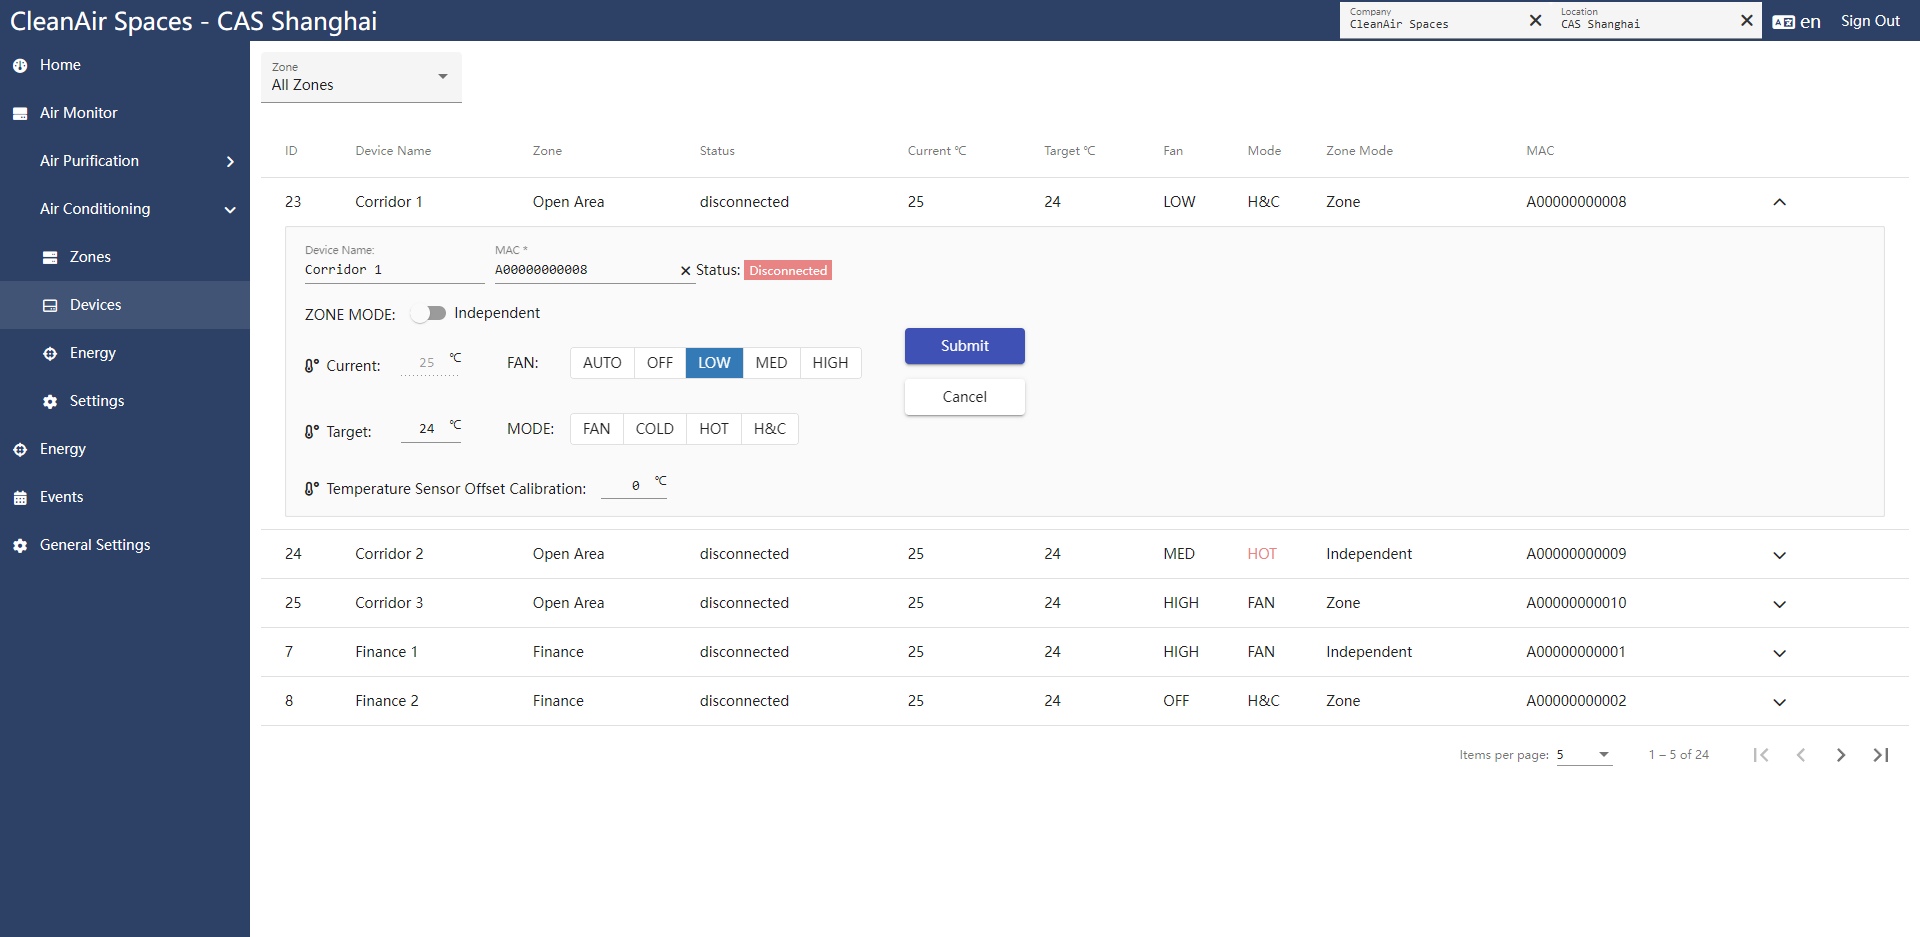 CleanAir Spaces - CAS Shanghai
Company
CleanAir Spaces
Location
CAS Shanghai
en
Sign Out
Home
Air Monitor
Air Purification
Air Conditioning
Zones
Devices
Energy
Settings
Energy
Events
General Settings
Zone
All Zones
ID Device Name Zone Status Current ℃ Target ℃ Fan Mode Zone Mode MAC
23 Corridor 1 Open Area disconnected 25 24 LOW H&C Zone A00000000008
Device Name: MAC *
Corridor 1 A00000000008 Status: Disconnected
ZONE MODE: Independent
Current: 25 ℃ FAN: AUTO OFF LOW MED HIGH
Submit
Cancel
Target: 24 ℃ MODE: FAN COLD HOT H&C
Temperature Sensor Offset Calibration: 0 ℃
24 Corridor 2 Open Area disconnected 25 24 MED HOT Independent A00000000009
25 Corridor 3 Open Area disconnected 25 24 HIGH FAN Zone A00000000010
7 Finance 1 Finance disconnected 25 24 HIGH FAN Independent A00000000001
8 Finance 2 Finance disconnected 25 24 OFF H&C Zone A00000000002
Items per page: 5 1 – 5 of 24